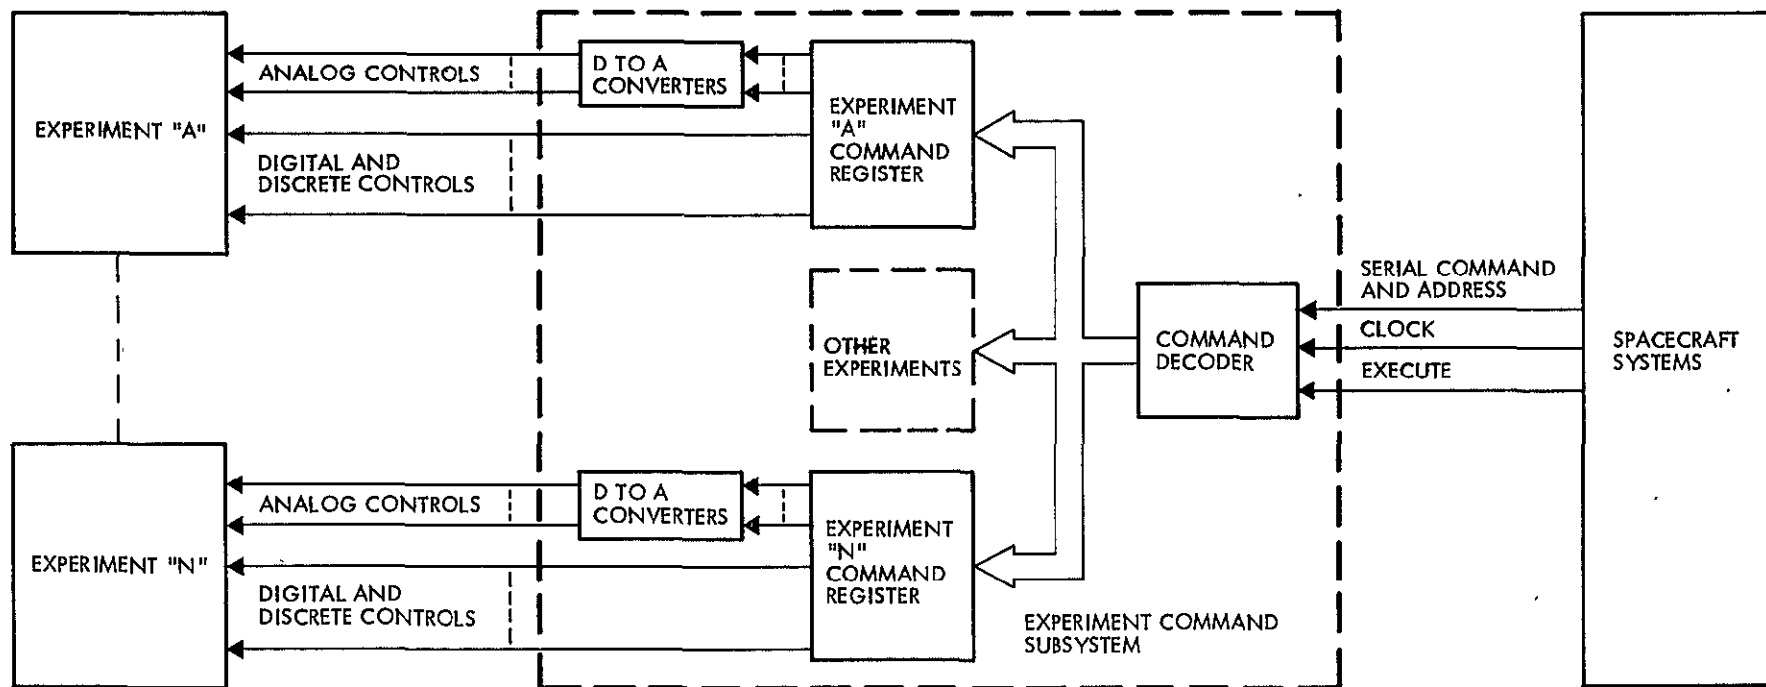 EXPERIMENT "A"
ANALOG CONTROLS
DIGITAL AND
DISCRETE CONTROLS
D TO A
CONVERTERS
EXPERIMENT
"A"
COMMAND
REGISTER
OTHER
EXPERIMENTS
COMMAND
DECODER
SERIAL COMMAND
AND ADDRESS
CLOCK
EXECUTE
SPACECRAFT
SYSTEMS
EXPERIMENT "N"
ANALOG CONTROLS
DIGITAL AND
DISCRETE CONTROLS
D TO A
CONVERTERS
EXPERIMENT
"N"
COMMAND
REGISTER
EXPERIMENT COMMAND
SUBSYSTEM